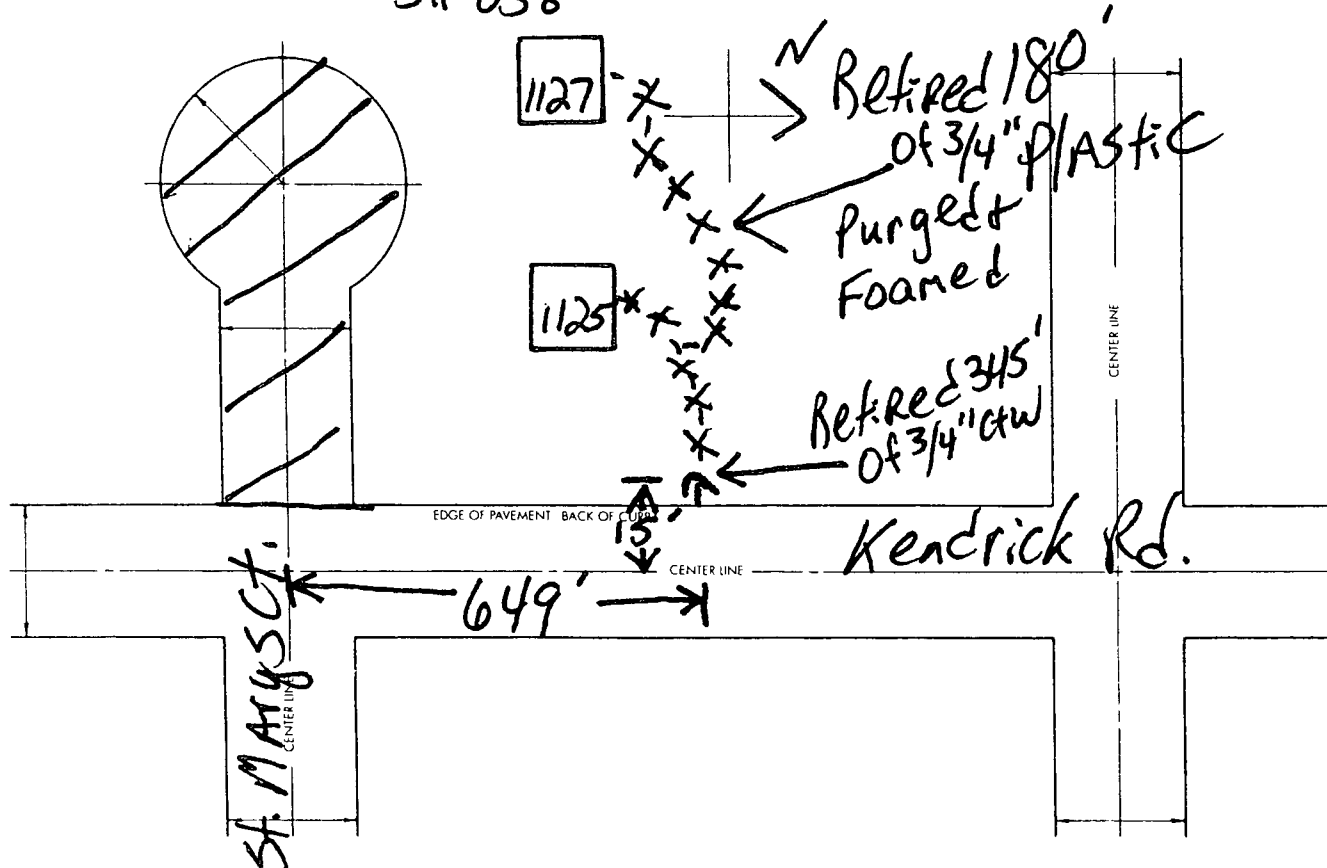 1127
N
Retired 180'
Of 3/4" PlAStiC
Purged &
Foamed
1125
CENTER LINE
Retired 345'
Of 3/4" CtW
EDGE OF PAVEMENT BACK OF CURB
15'
Kendrick Rd.
CENTER LINE
649'
St. MArys Ct.
CENTER LINE